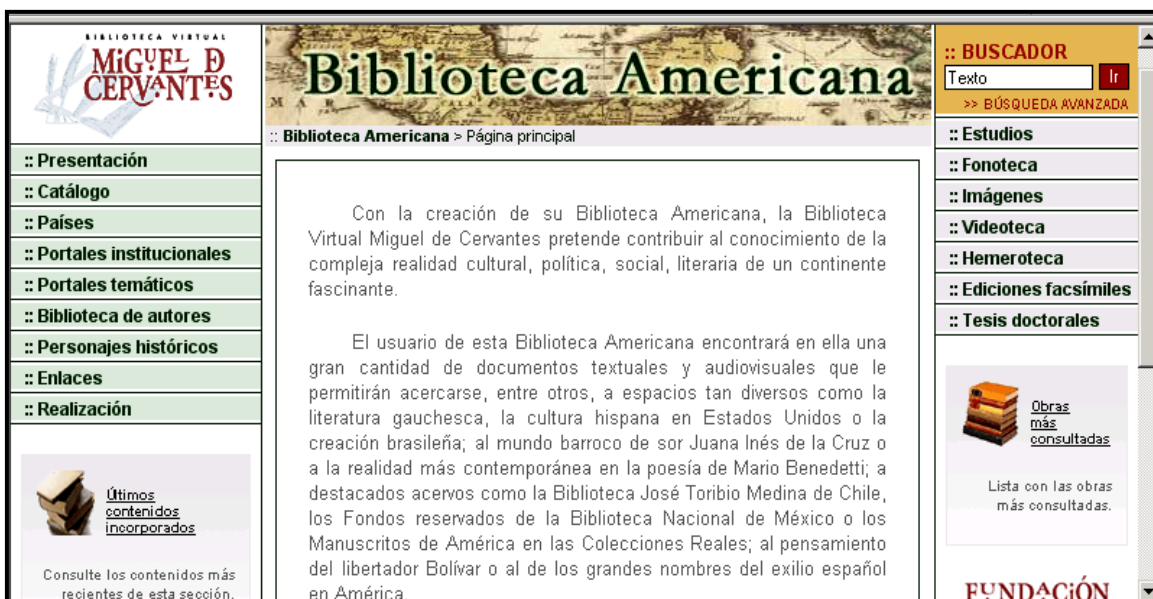 BIBLIOTECA VIRTUAL
MiGUEL D
CERVANTES
:: Presentación
:: Catálogo
:: Países
:: Portales institucionales
:: Portales temáticos
:: Biblioteca de autores
:: Personajes históricos
:: Enlaces
:: Realización
Últimos
contenidos
incorporados
Consulte los contenidos más
recientes de esta sección.
Biblioteca Americana
MAR
:: Biblioteca Americana > Página principal
Con la creación de su Biblioteca Americana, la Biblioteca
Virtual Miguel de Cervantes pretende contribuir al conocimiento de la
compleja realidad cultural, política, social, literaria de un continente
fascinante.
El usuario de esta Biblioteca Americana encontrará en ella una
gran cantidad de documentos textuales y audiovisuales que le
permitirán acercarse, entre otros, a espacios tan diversos como la
literatura gauchesca, la cultura hispana en Estados Unidos o la
creación brasileña; al mundo barroco de sor Juana Inés de la Cruz o
a la realidad más contemporánea en la poesía de Mario Benedetti; a
destacados acervos como la Biblioteca José Toribio Medina de Chile,
los Fondos reservados de la Biblioteca Nacional de México o los
Manuscritos de América en las Colecciones Reales; al pensamiento
del libertador Bolívar o al de los grandes nombres del exilio español
en América
:: BUSCADOR
Texto Ir
>> BÚSQUEDA AVANZADA
:: Estudios
:: Fonoteca
:: Imágenes
:: Videoteca
:: Hemeroteca
:: Ediciones facsímiles
:: Tesis doctorales
Obras
más
consultadas
Lista con las obras
más consultadas.
FUNDACiÓN